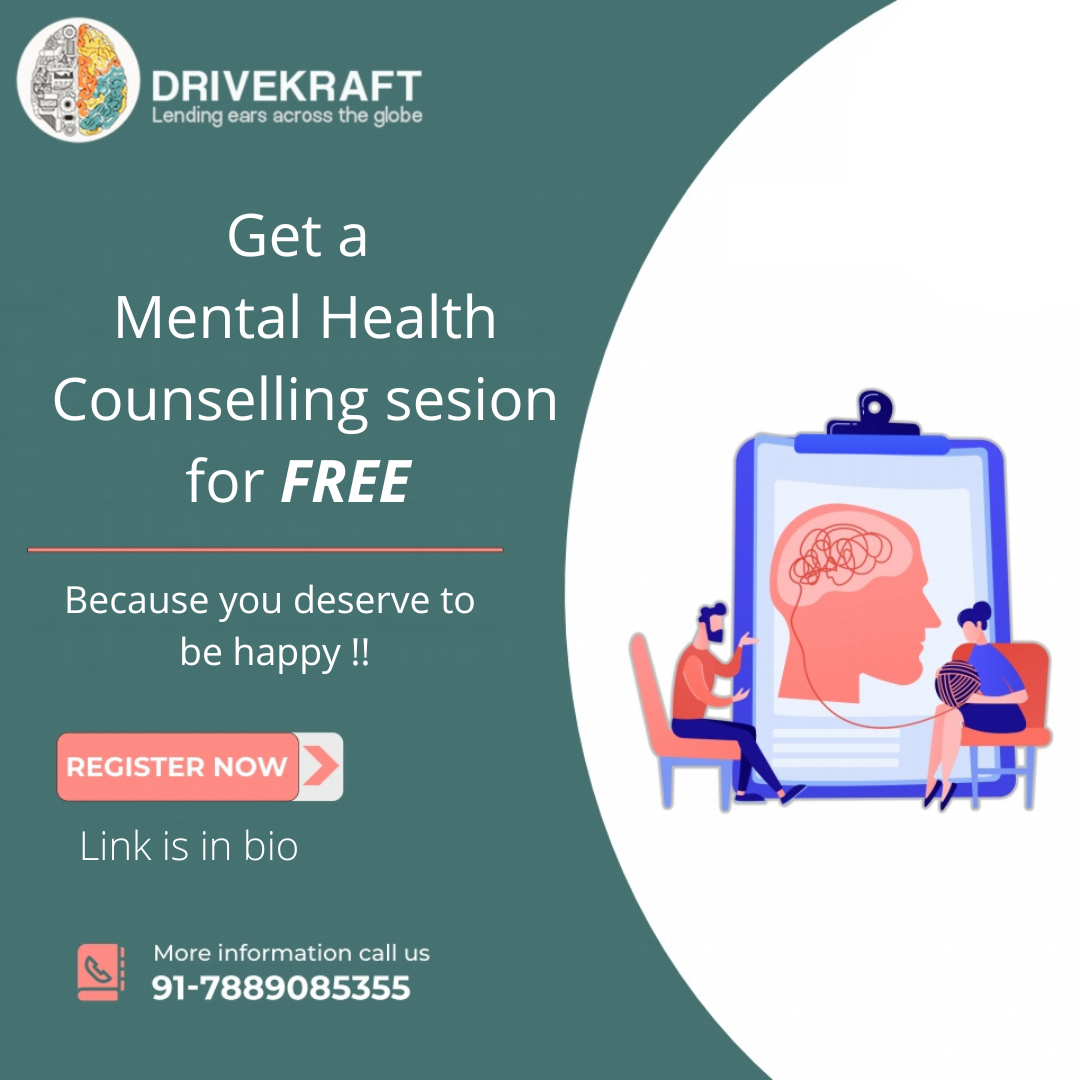 DRIVEKRAFT
Lending ears across the globe
Get a
Mental Health
Counselling sesion
for FREE
Because you deserve to
be happy !!
REGISTER NOW
Link is in bio
More information call us
91-7889085355